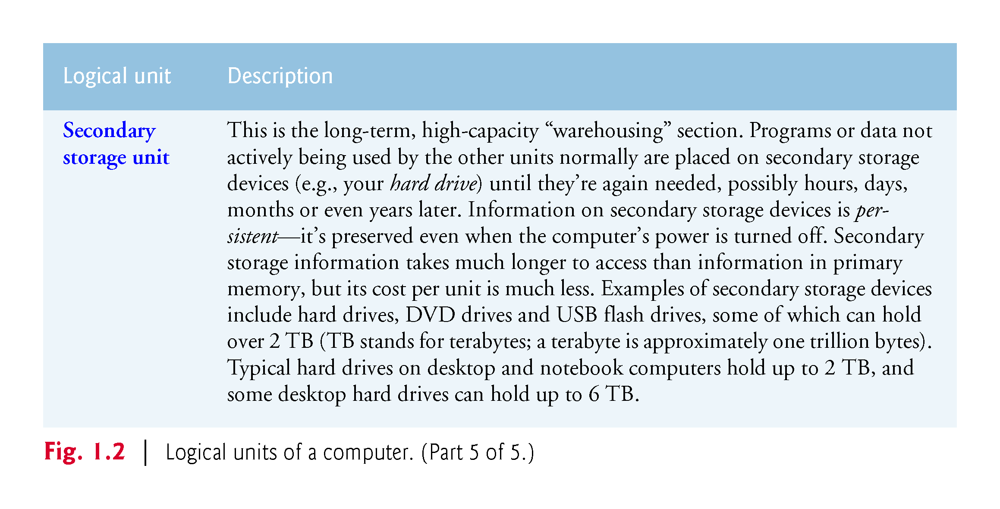 Logical unit Description
Secondary
storage unit
This is the long-term, high-capacity “warehousing” section. Programs or data not
actively being used by the other units normally are placed on secondary storage
devices (e.g., your hard drive) until they’re again needed, possibly hours, days,
months or even years later. Information on secondary storage devices is per-
sistent—it’s preserved even when the computer’s power is turned off. Secondary
storage information takes much longer to access than information in primary
memory, but its cost per unit is much less. Examples of secondary storage devices
include hard drives, DVD drives and USB flash drives, some of which can hold
over 2 TB (TB stands for terabytes; a terabyte is approximately one trillion bytes).
Typical hard drives on desktop and notebook computers hold up to 2 TB, and
some desktop hard drives can hold up to 6 TB.
Fig. 1.2 | Logical units of a computer. (Part 5 of 5.)